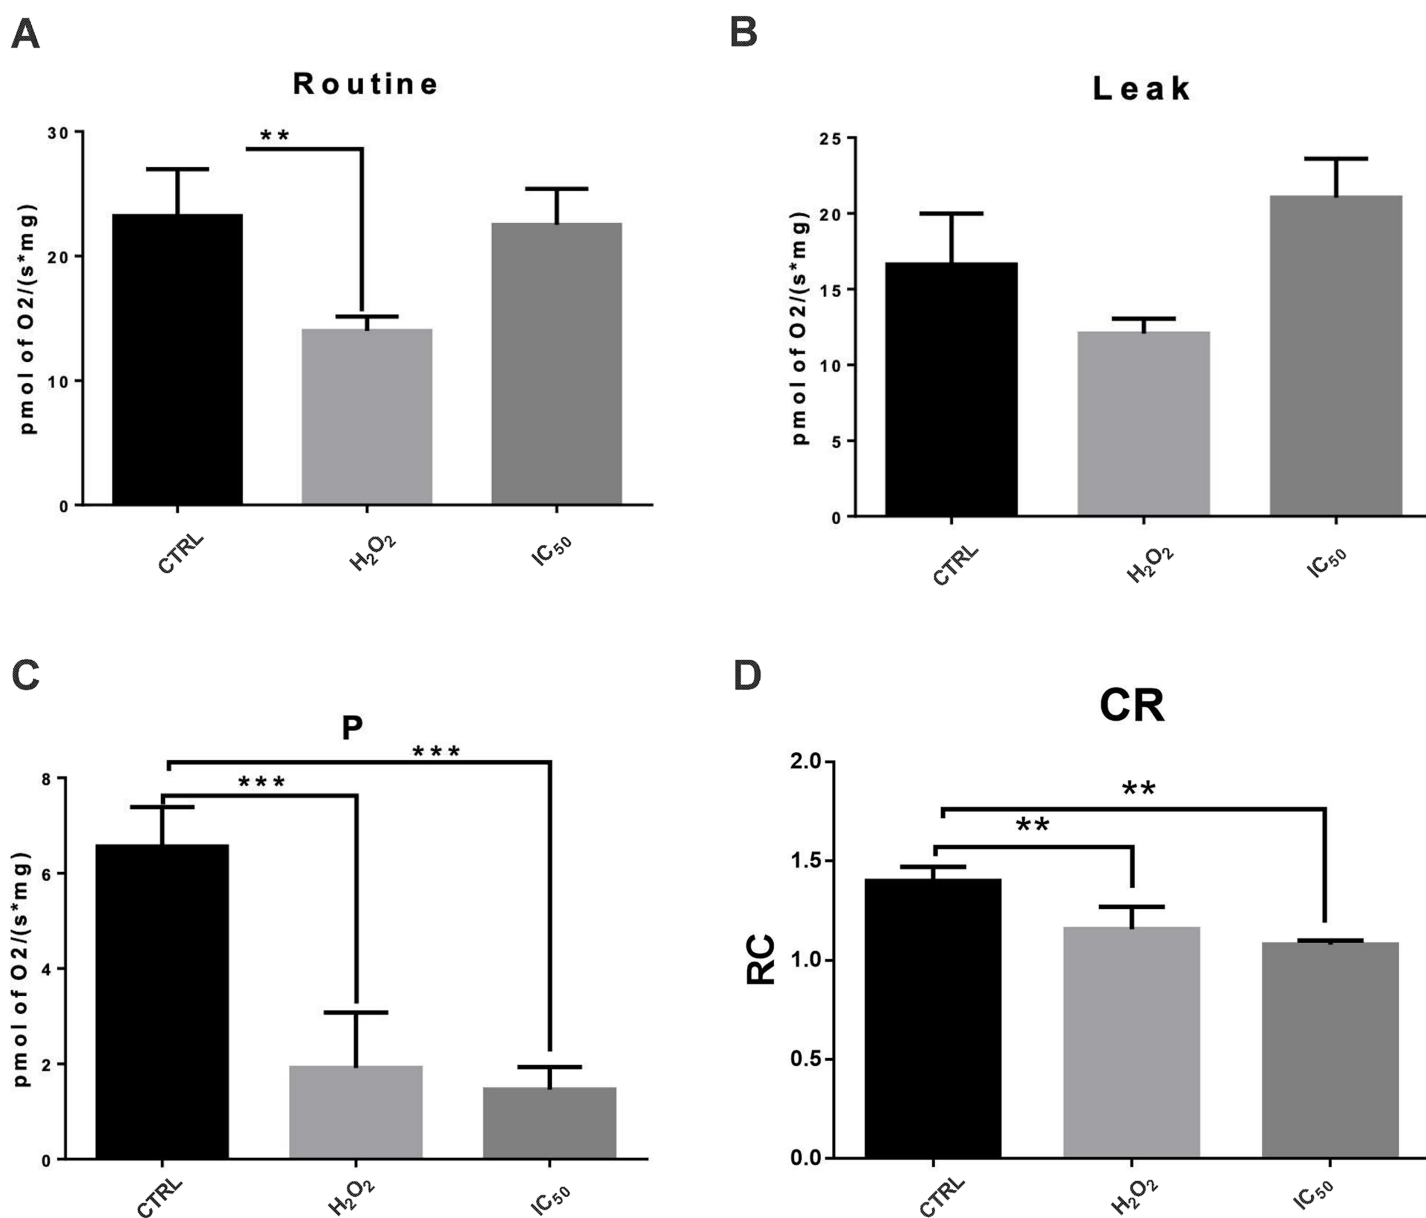 A
Routine
**
pmol of O2/(s*mg)
30
20
10
0
CTRL
H₂O₂
IC₅₀
B
Leak
pmol of O2/(s*mg)
25
20
15
10
5
0
CTRL
H₂O₂
IC₅₀
C
P
***
***
pmol of O2/(s*mg)
8
6
4
2
0
CTRL
H₂O₂
IC₅₀
D
CR
**
**
RC
2.0
1.5
1.0
0.5
0.0
CTRL
H₂O₂
IC₅₀